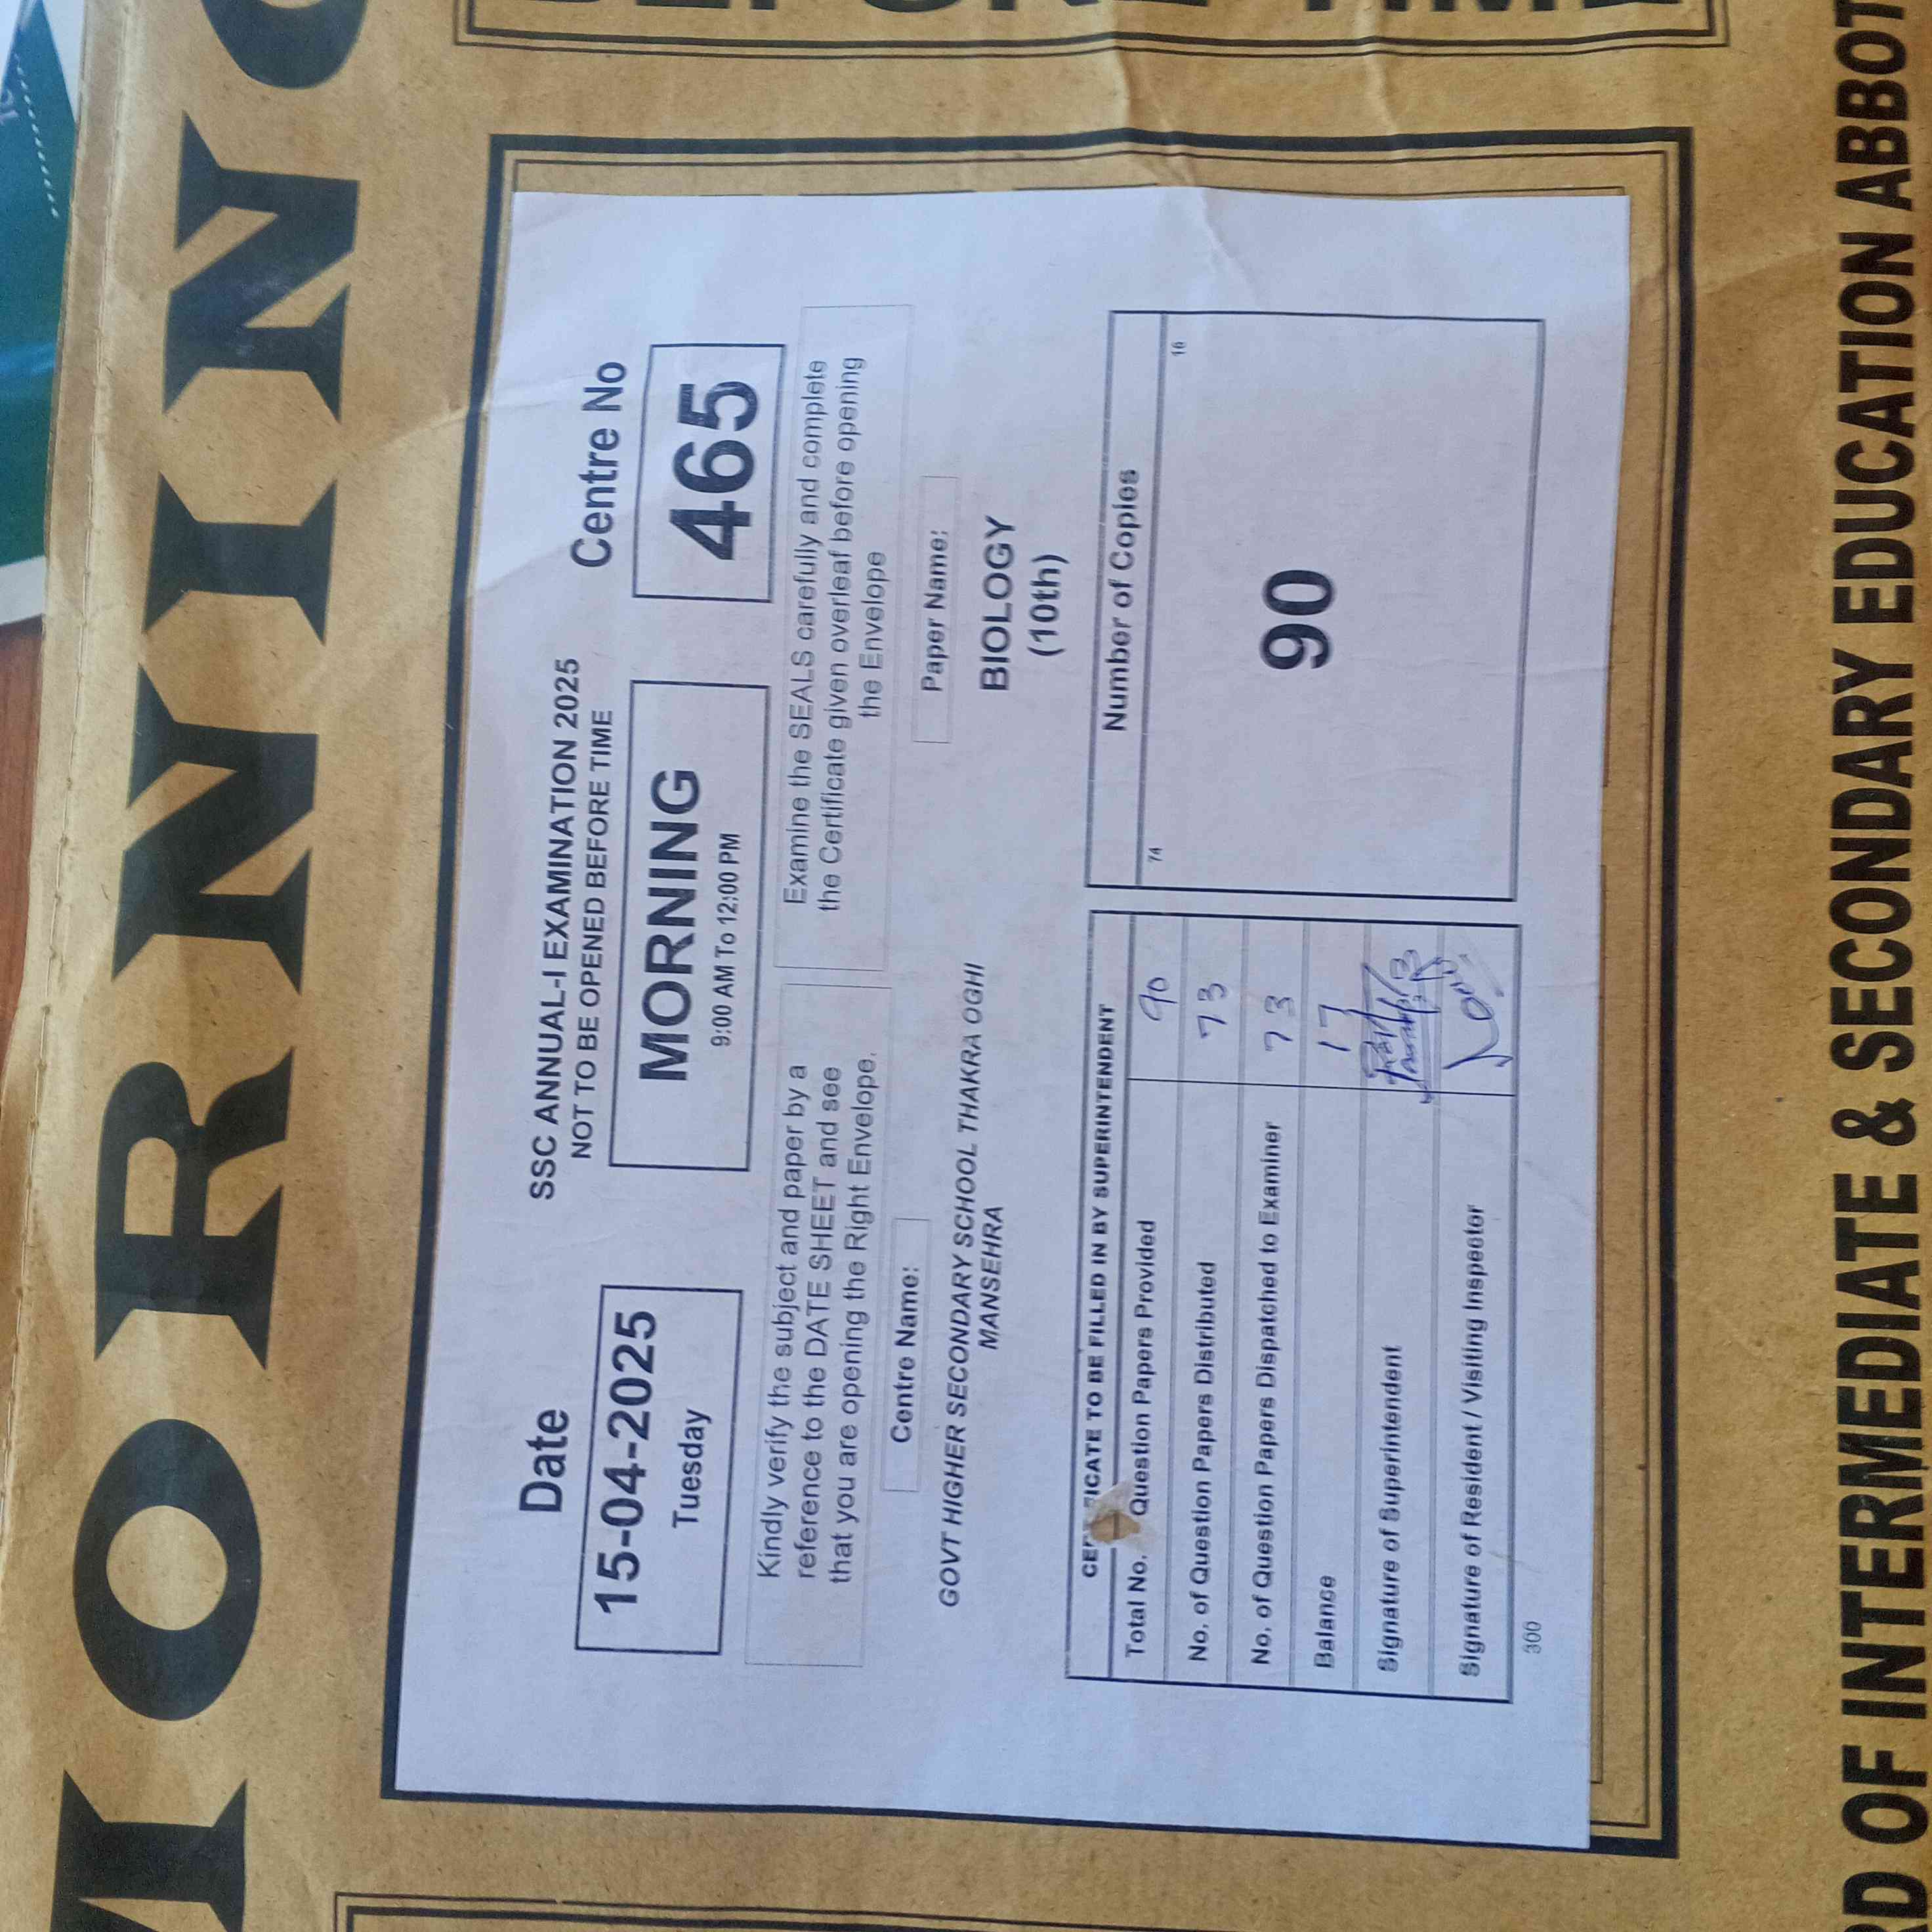 MORNING
BEFORE TIME
Date
SSC ANNUAL-I EXAMINATION 2025
NOT TO BE OPENED BEFORE TIME
Centre No
15-04-2025
Tuesday
MORNING
9:00 AM To 12:00 PM
465
Kindly verify the subject and paper by a
reference to the DATE SHEET and see
that you are opening the Right Envelope.
Examine the SEALS carefully and complete
the Certificate given overleaf before opening
the Envelope
Centre Name:
GOVT HIGHER SECONDARY SCHOOL THAKRA OGHI
MANSEHRA
Paper Name:
BIOLOGY
(10th)
CERTIFICATE TO BE FILLED IN BY SUPERINTENDENT
Total No. Question Papers Provided 90
No. of Question Papers Distributed 73
No. of Question Papers Dispatched to Examiner 73
Balance 17
Signature of Superintendent
Signature of Resident / Visiting Inspector
300
Number of Copies
74 16
90
RD OF INTERMEDIATE & SECONDARY EDUCATION ABBOT